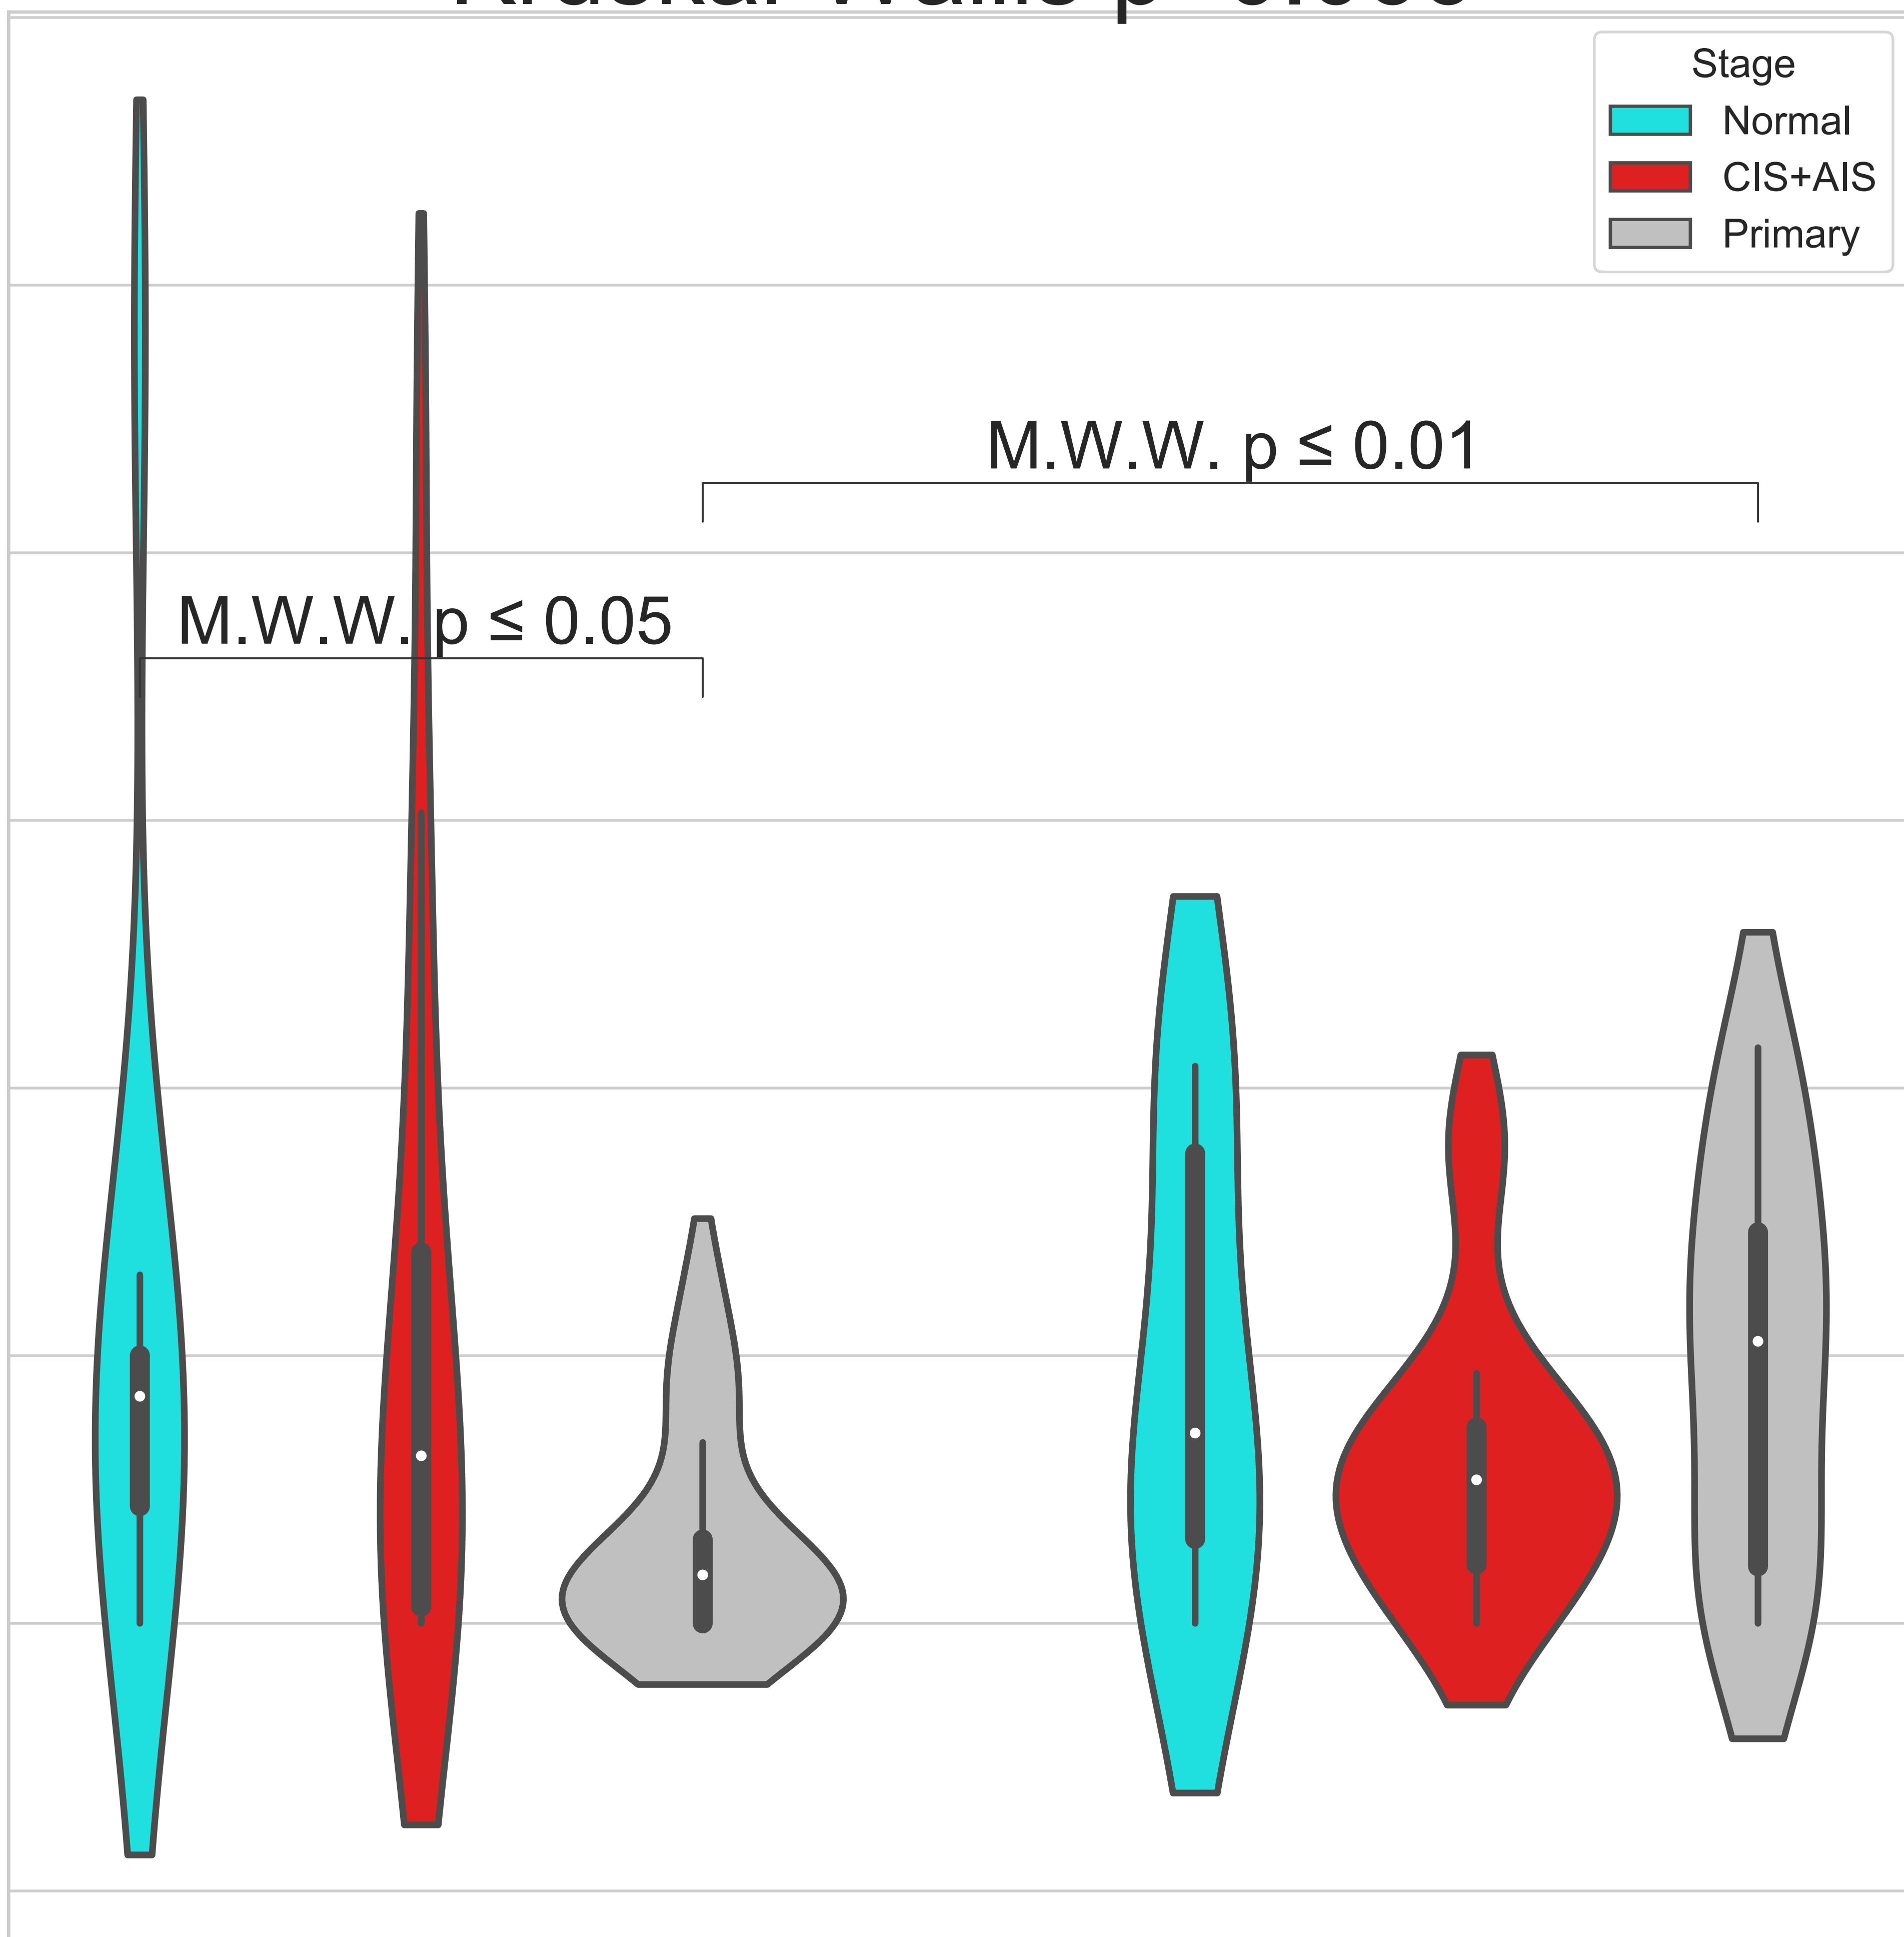 Stage
Normal
CIS+AIS
Primary
M.W.W. p ≤ 0.01
M.W.W. p ≤ 0.05